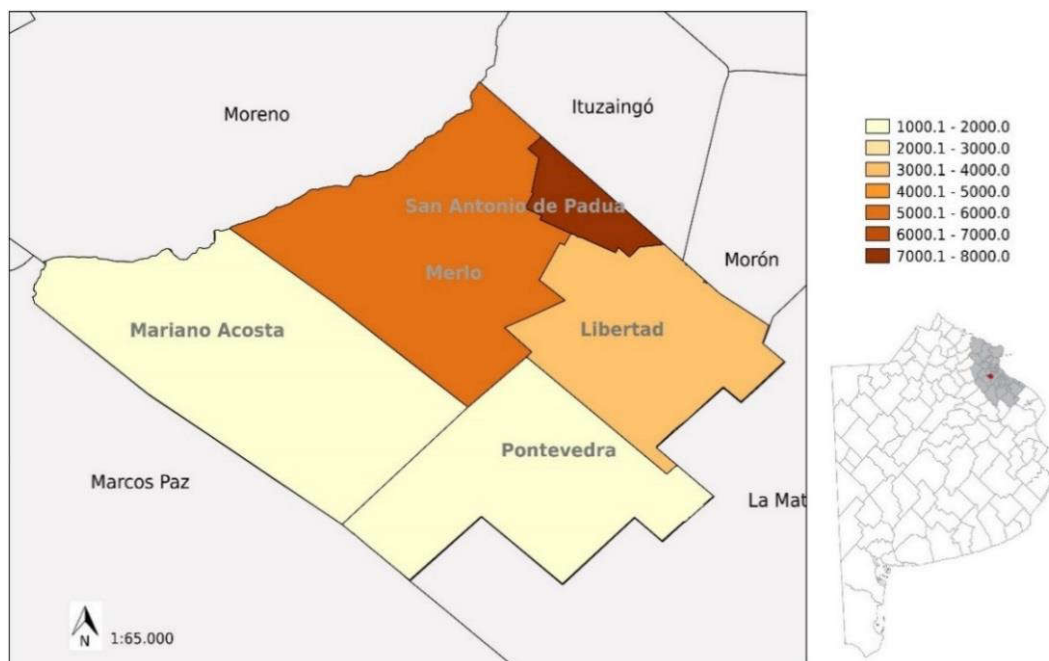 Moreno
Ituzaingó
San Antonio de Padua
Morón
Merlo
Mariano Acosta
Libertad
Pontevedra
Marcos Paz
La Mat
N
1:65.000
1000.1 - 2000.0
2000.1 - 3000.0
3000.1 - 4000.0
4000.1 - 5000.0
5000.1 - 6000.0
6000.1 - 7000.0
7000.1 - 8000.0